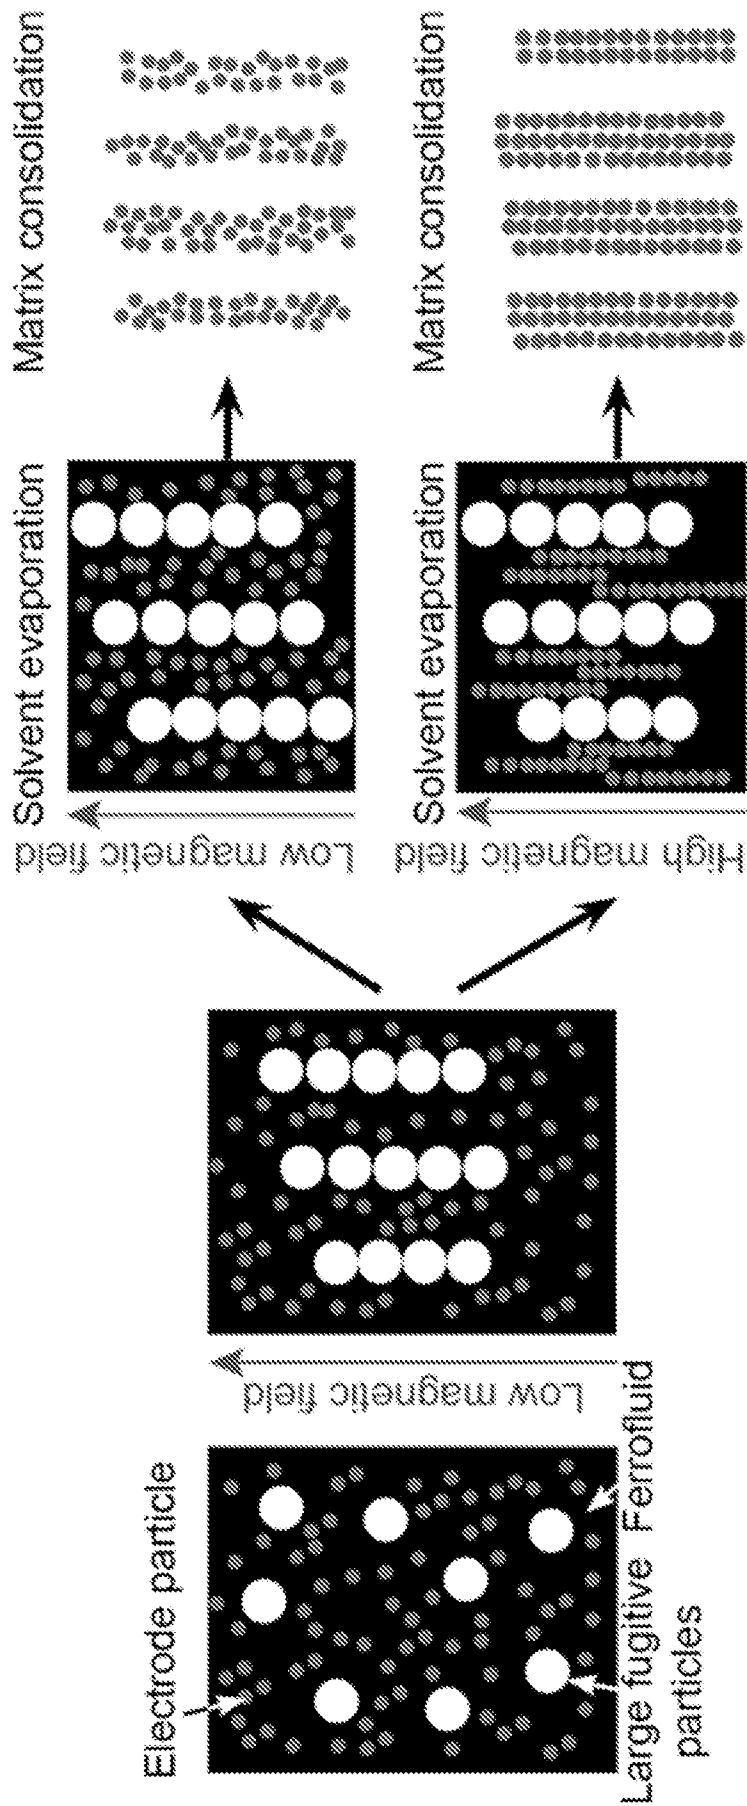 Electrode particle
Large fugitive
particles
Ferrofluid
Low magnetic field
Low magnetic field
Solvent evaporation
Matrix consolidation
High magnetic field
Solvent evaporation
Matrix consolidation